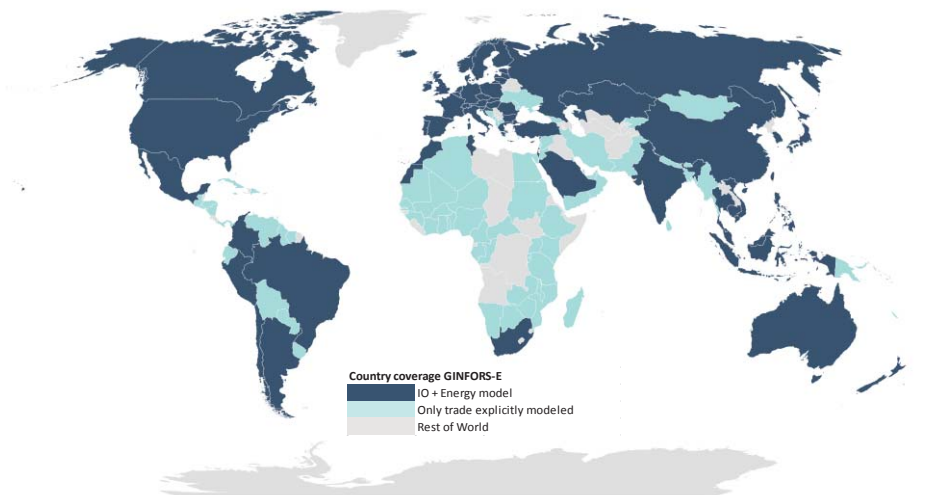 Country coverage GINFORS-E
IO + Energy model
Only trade explicitly modeled
Rest of World